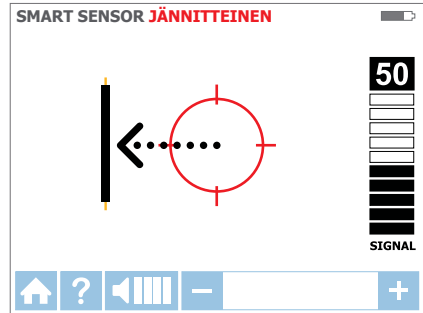 SMART SENSOR JÄNNITTEINEN
50
SIGNAL
?
− +